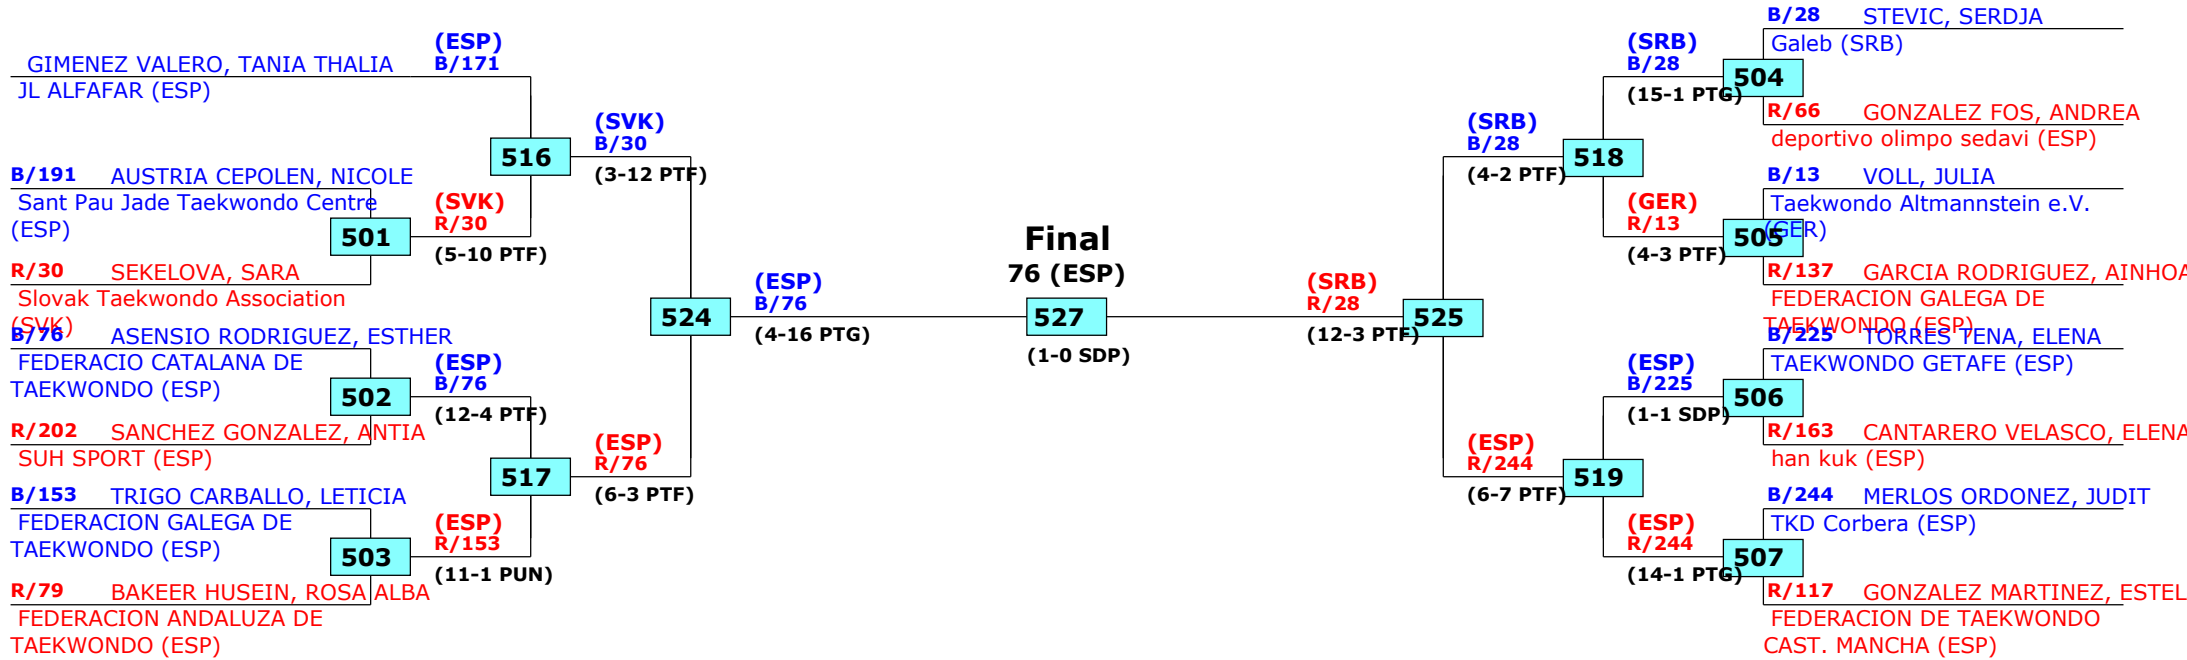 GIMENEZ VALERO, TANIA THALIA
JL ALFAFAR (ESP)
B/191 AUSTRIA CEPOLEN, NICOLE
Sant Pau Jade Taekwondo Centre
(ESP)
R/30 SEKELOVA, SARA
Slovak Taekwondo Association
(SVK)
B/76 ASENSIO RODRIGUEZ, ESTHER
FEDERACIO CATALANA DE
TAEKWONDO (ESP)
R/202 SANCHEZ GONZALEZ, ANTIA
SUH SPORT (ESP)
B/153 TRIGO CARBALLO, LETICIA
FEDERACION GALEGA DE
TAEKWONDO (ESP)
R/79 BAKEER HUSEIN, ROSA ALBA
FEDERACION ANDALUZA DE
TAEKWONDO (ESP)
501
502
503
(ESP)
B/171
(SVK)
R/30
(5-10 PTF)
(ESP)
B/76
(12-4 PTF)
(ESP)
R/153
(11-1 PUN)
516
517
(SVK)
B/30
(3-12 PTF)
(ESP)
R/76
(6-3 PTF)
524
(ESP)
B/76
(4-16 PTG)
Final
76 (ESP)
527
(1-0 SDP)
(SRB)
R/28
(12-3 PTF)
525
(SRB)
B/28
(4-2 PTF)
(ESP)
R/244
(6-7 PTF)
518
519
(SRB)
B/28
(15-1 PTG)
(GER)
R/13
(4-3 PTF)
(ESP)
B/225
(1-1 SDP)
(ESP)
R/244
(14-1 PTG)
504
505
506
507
B/28 STEVIC, SERDJA
Galeb (SRB)
R/66 GONZALEZ FOS, ANDREA
deportivo olimpo sedavi (ESP)
B/13 VOLL, JULIA
Taekwondo Altmannstein e.V.
(GER)
R/137 GARCIA RODRIGUEZ, AINHOA
FEDERACION GALEGA DE
TAEKWONDO (ESP)
B/225 TORRES TENA, ELENA
TAEKWONDO GETAFE (ESP)
R/163 CANTARERO VELASCO, ELENA
han kuk (ESP)
B/244 MERLOS ORDONEZ, JUDIT
TKD Corbera (ESP)
R/117 GONZALEZ MARTINEZ, ESTEL
FEDERACION DE TAEKWONDO
CAST. MANCHA (ESP)